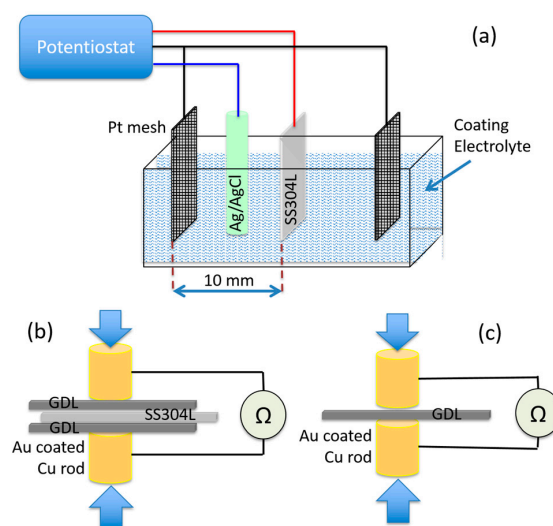 (a)
Potentiostat
Pt mesh
Coating
Electrolyte
Ag/AgCl
SS304L
10 mm
(b)
GDL
SS304L
GDL
Au coated
Cu rod
Ω
(c)
GDL
Au coated
Cu rod
Ω